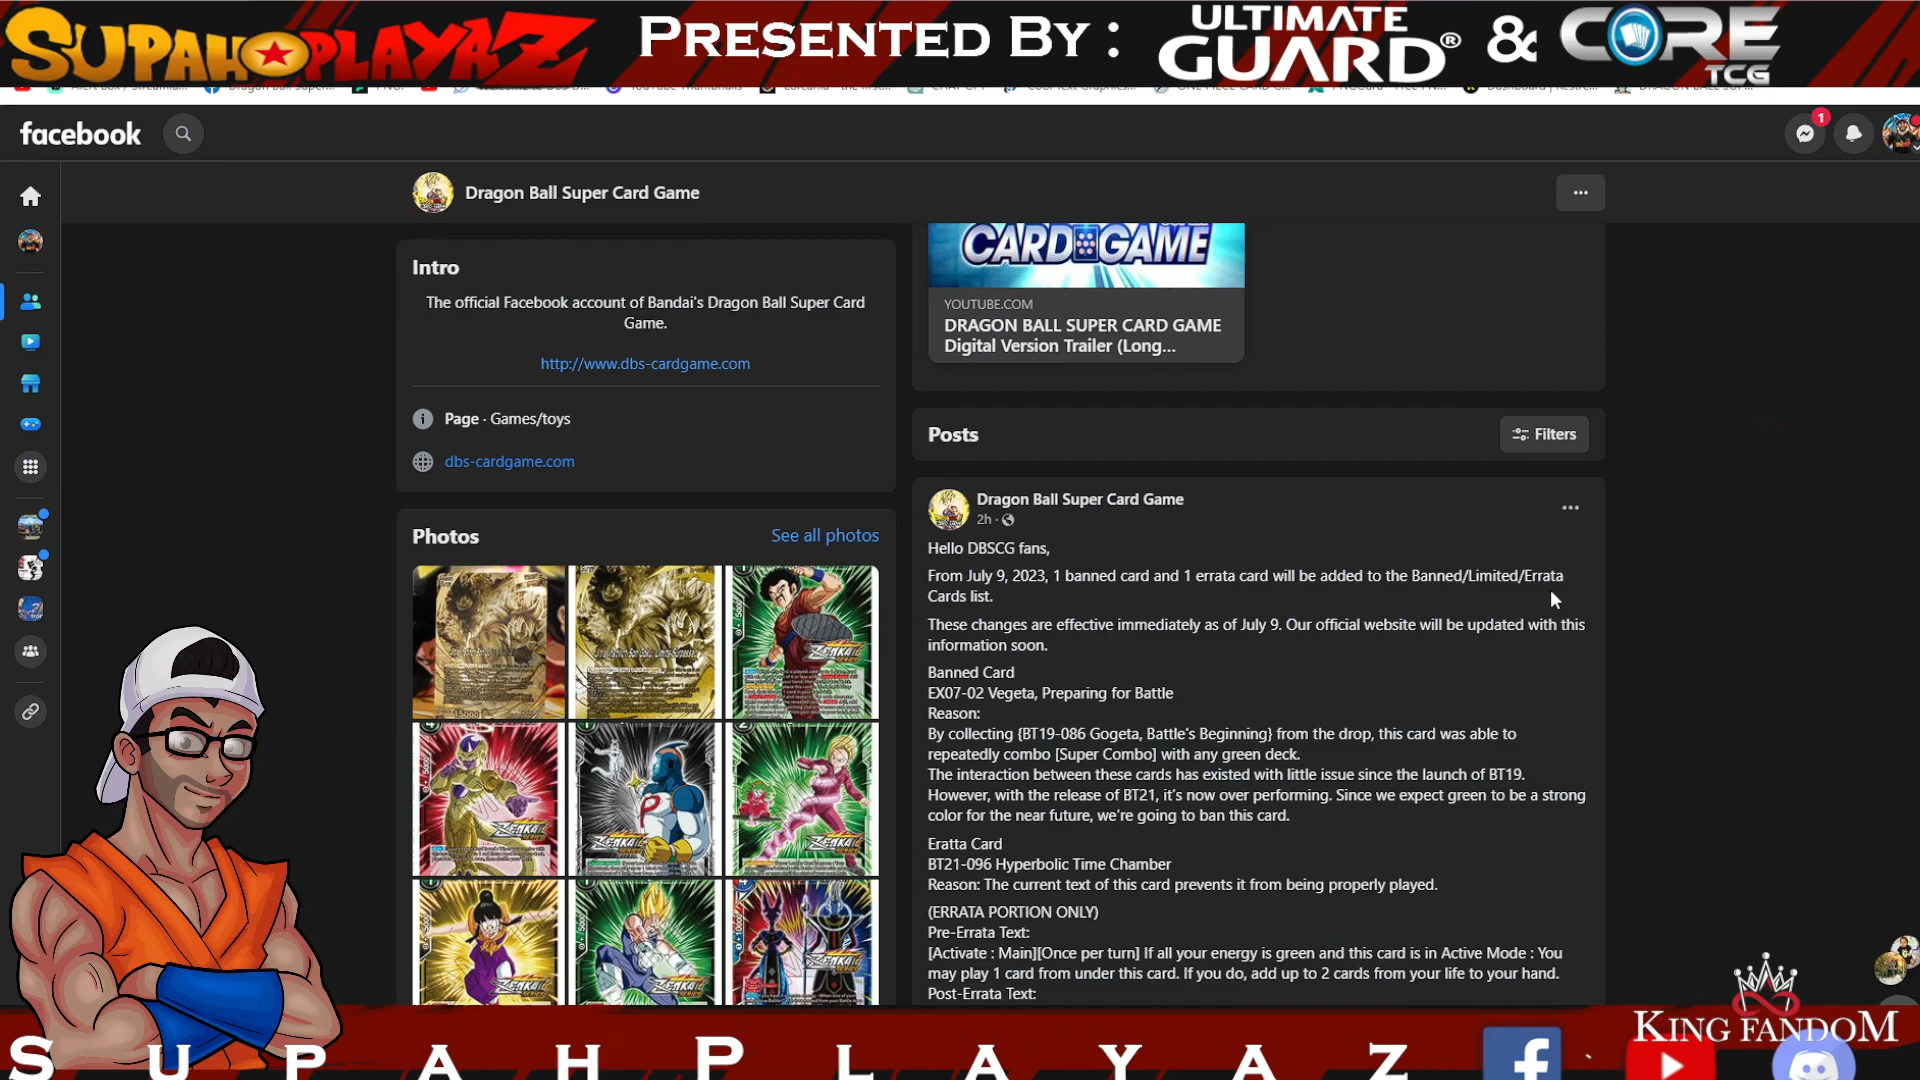 SUPAH PLAYAZ
PRESENTED BY :
ULTIMATE
GUARD® & CORE
TCG
facebook
1
Dragon Ball Super Card Game
Intro
The official Facebook account of Bandai's Dragon Ball Super Card
Game.
http://www.dbs-cardgame.com
Page · Games/toys
dbs-cardgame.com
Photos
See all photos
CARD GAME
YOUTUBE.COM
DRAGON BALL SUPER CARD GAME
Digital Version Trailer (Long...
Posts
Filters
Dragon Ball Super Card Game
2h ·
Hello DBSCG fans,
From July 9, 2023, 1 banned card and 1 errata card will be added to the Banned/Limited/Errata
Cards list.
These changes are effective immediately as of July 9. Our official website will be updated with this
information soon.
Banned Card
EX07-02 Vegeta, Preparing for Battle
Reason:
By collecting {BT19-086 Gogeta, Battle's Beginning} from the drop, this card was able to
repeatedly combo [Super Combo] with any green deck.
The interaction between these cards has existed with little issue since the launch of BT19.
However, with the release of BT21, it's now over performing. Since we expect green to be a strong
color for the near future, we're going to ban this card.
Eratta Card
BT21-096 Hyperbolic Time Chamber
Reason: The current text of this card prevents it from being properly played.
(ERRATA PORTION ONLY)
Pre-Errata Text:
[Activate : Main][Once per turn] If all your energy is green and this card is in Active Mode : You
may play 1 card from under this card. If you do, add up to 2 cards from your life to your hand.
Post-Errata Text:
KING FANDOM
SUPAHPLAYAZ